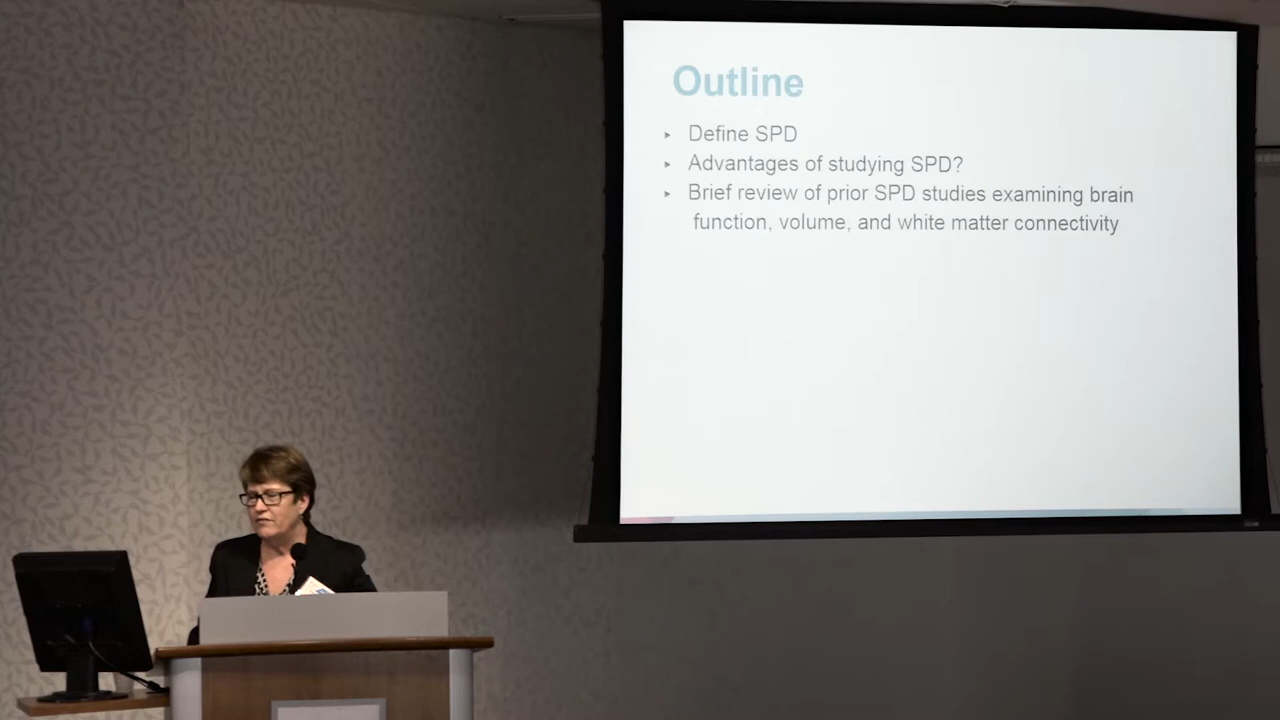 Outline
▸ Define SPD
▸ Advantages of studying SPD?
▸ Brief review of prior SPD studies examining brain
function, volume, and white matter connectivity